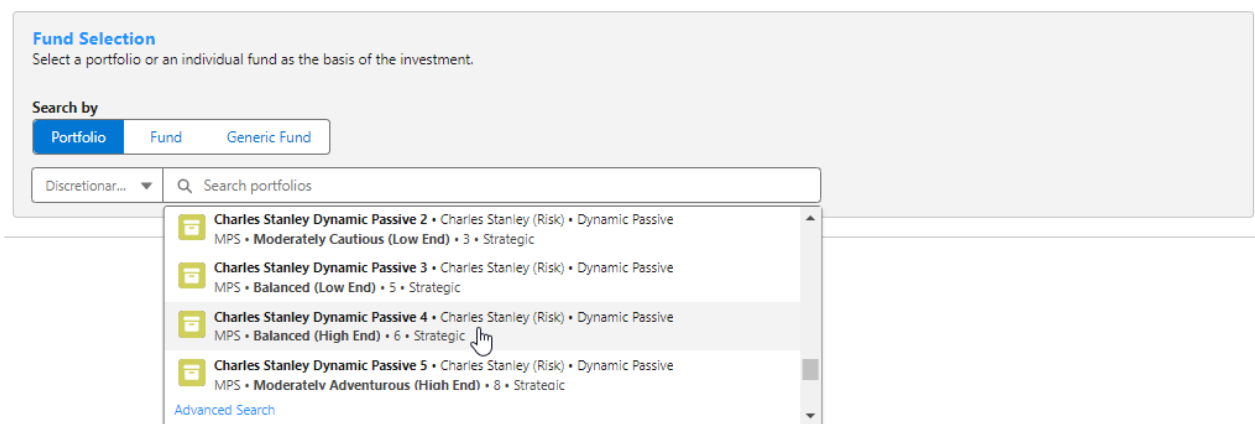 Fund Selection
Select a portfolio or an individual fund as the basis of the investment.
Search by
Portfolio Fund Generic Fund
Discretionar... Search portfolios
Charles Stanley Dynamic Passive 2 • Charles Stanley (Risk) • Dynamic Passive
MPS • Moderately Cautious (Low End) • 3 • Strategic
Charles Stanley Dynamic Passive 3 • Charles Stanley (Risk) • Dynamic Passive
MPS • Balanced (Low End) • 5 • Strategic
Charles Stanley Dynamic Passive 4 • Charles Stanley (Risk) • Dynamic Passive
MPS • Balanced (High End) • 6 • Strategic
Charles Stanley Dynamic Passive 5 • Charles Stanley (Risk) • Dynamic Passive
MPS • Moderately Adventurous (High End) • 8 • Strategic
Advanced Search